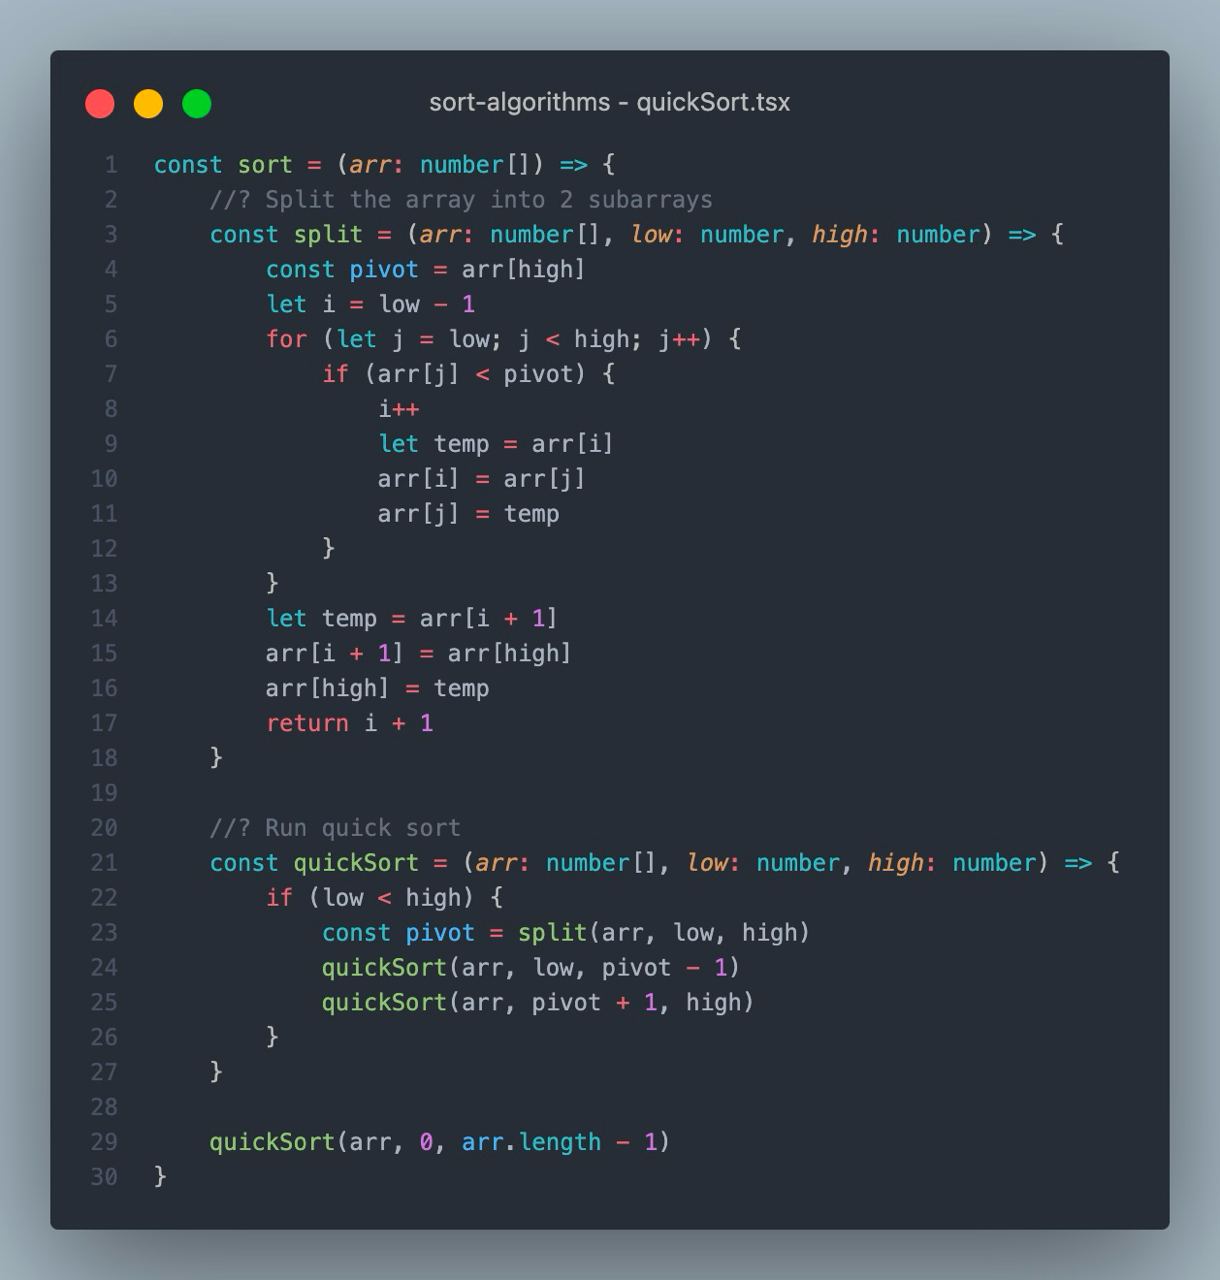 sort-algorithms - quickSort.tsx
1 const sort = (arr: number[]) => {
2     //? Split the array into 2 subarrays
3     const split = (arr: number[], low: number, high: number) => {
4         const pivot = arr[high]
5         let i = low - 1
6         for (let j = low; j < high; j++) {
7             if (arr[j] < pivot) {
8                 i++
9                 let temp = arr[i]
10                 arr[i] = arr[j]
11                 arr[j] = temp
12             }
13         }
14         let temp = arr[i + 1]
15         arr[i + 1] = arr[high]
16         arr[high] = temp
17         return i + 1
18     }
19
20     //? Run quick sort
21     const quickSort = (arr: number[], low: number, high: number) => {
22         if (low < high) {
23             const pivot = split(arr, low, high)
24             quickSort(arr, low, pivot - 1)
25             quickSort(arr, pivot + 1, high)
26         }
27     }
28
29     quickSort(arr, 0, arr.length - 1)
30 }